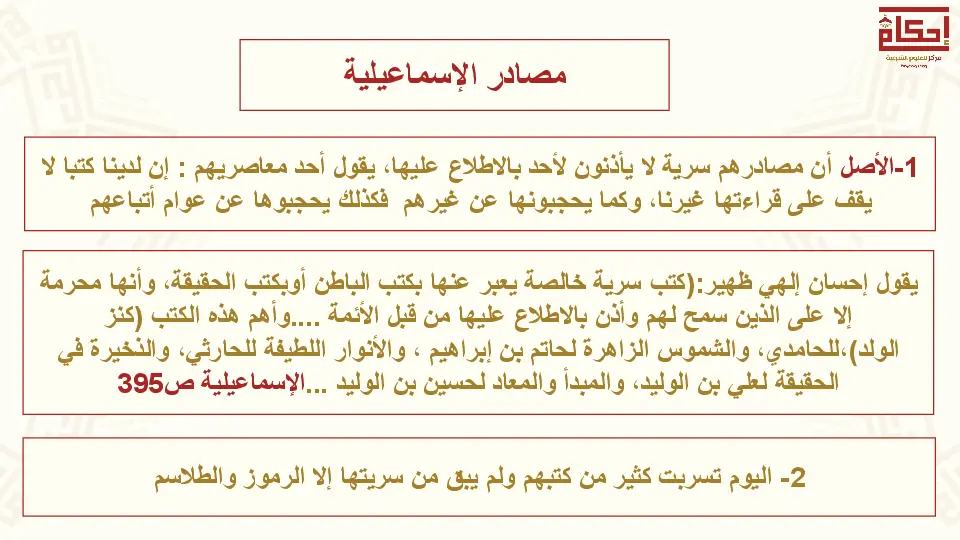 إحكام
مركز للعلوم الشرعية
مصادر الإسماعيلية
1-الأصل أن مصادرهم سرية لا يأذنون لأحد بالاطلاع عليها، يقول أحد معاصريهم : إن لدينا كتبا لا
يقف على قراءتها غيرنا، وكما يحجبونها عن غيرهم فكذلك يحجبوها عن عوام أتباعهم
يقول إحسان إلهي ظهير:(كتب سرية خالصة يعبر عنها بكتب الباطن أوبكتب الحقيقة، وأنها محرمة
إلا على الذين سمح لهم وأذن بالاطلاع عليها من قبل الأئمة ....وأهم هذه الكتب (كنز
الولد)،للحامدي، والشموس الزاهرة لحاتم بن إبراهيم ، والأنوار اللطيفة للحارثي، والذخيرة في
الحقيقة لعلي بن الوليد، والمبدأ والمعاد لحسين بن الوليد ...الإسماعيلية ص395
2- اليوم تسربت كثير من كتبهم ولم يبق من سريتها إلا الرموز والطلاسم